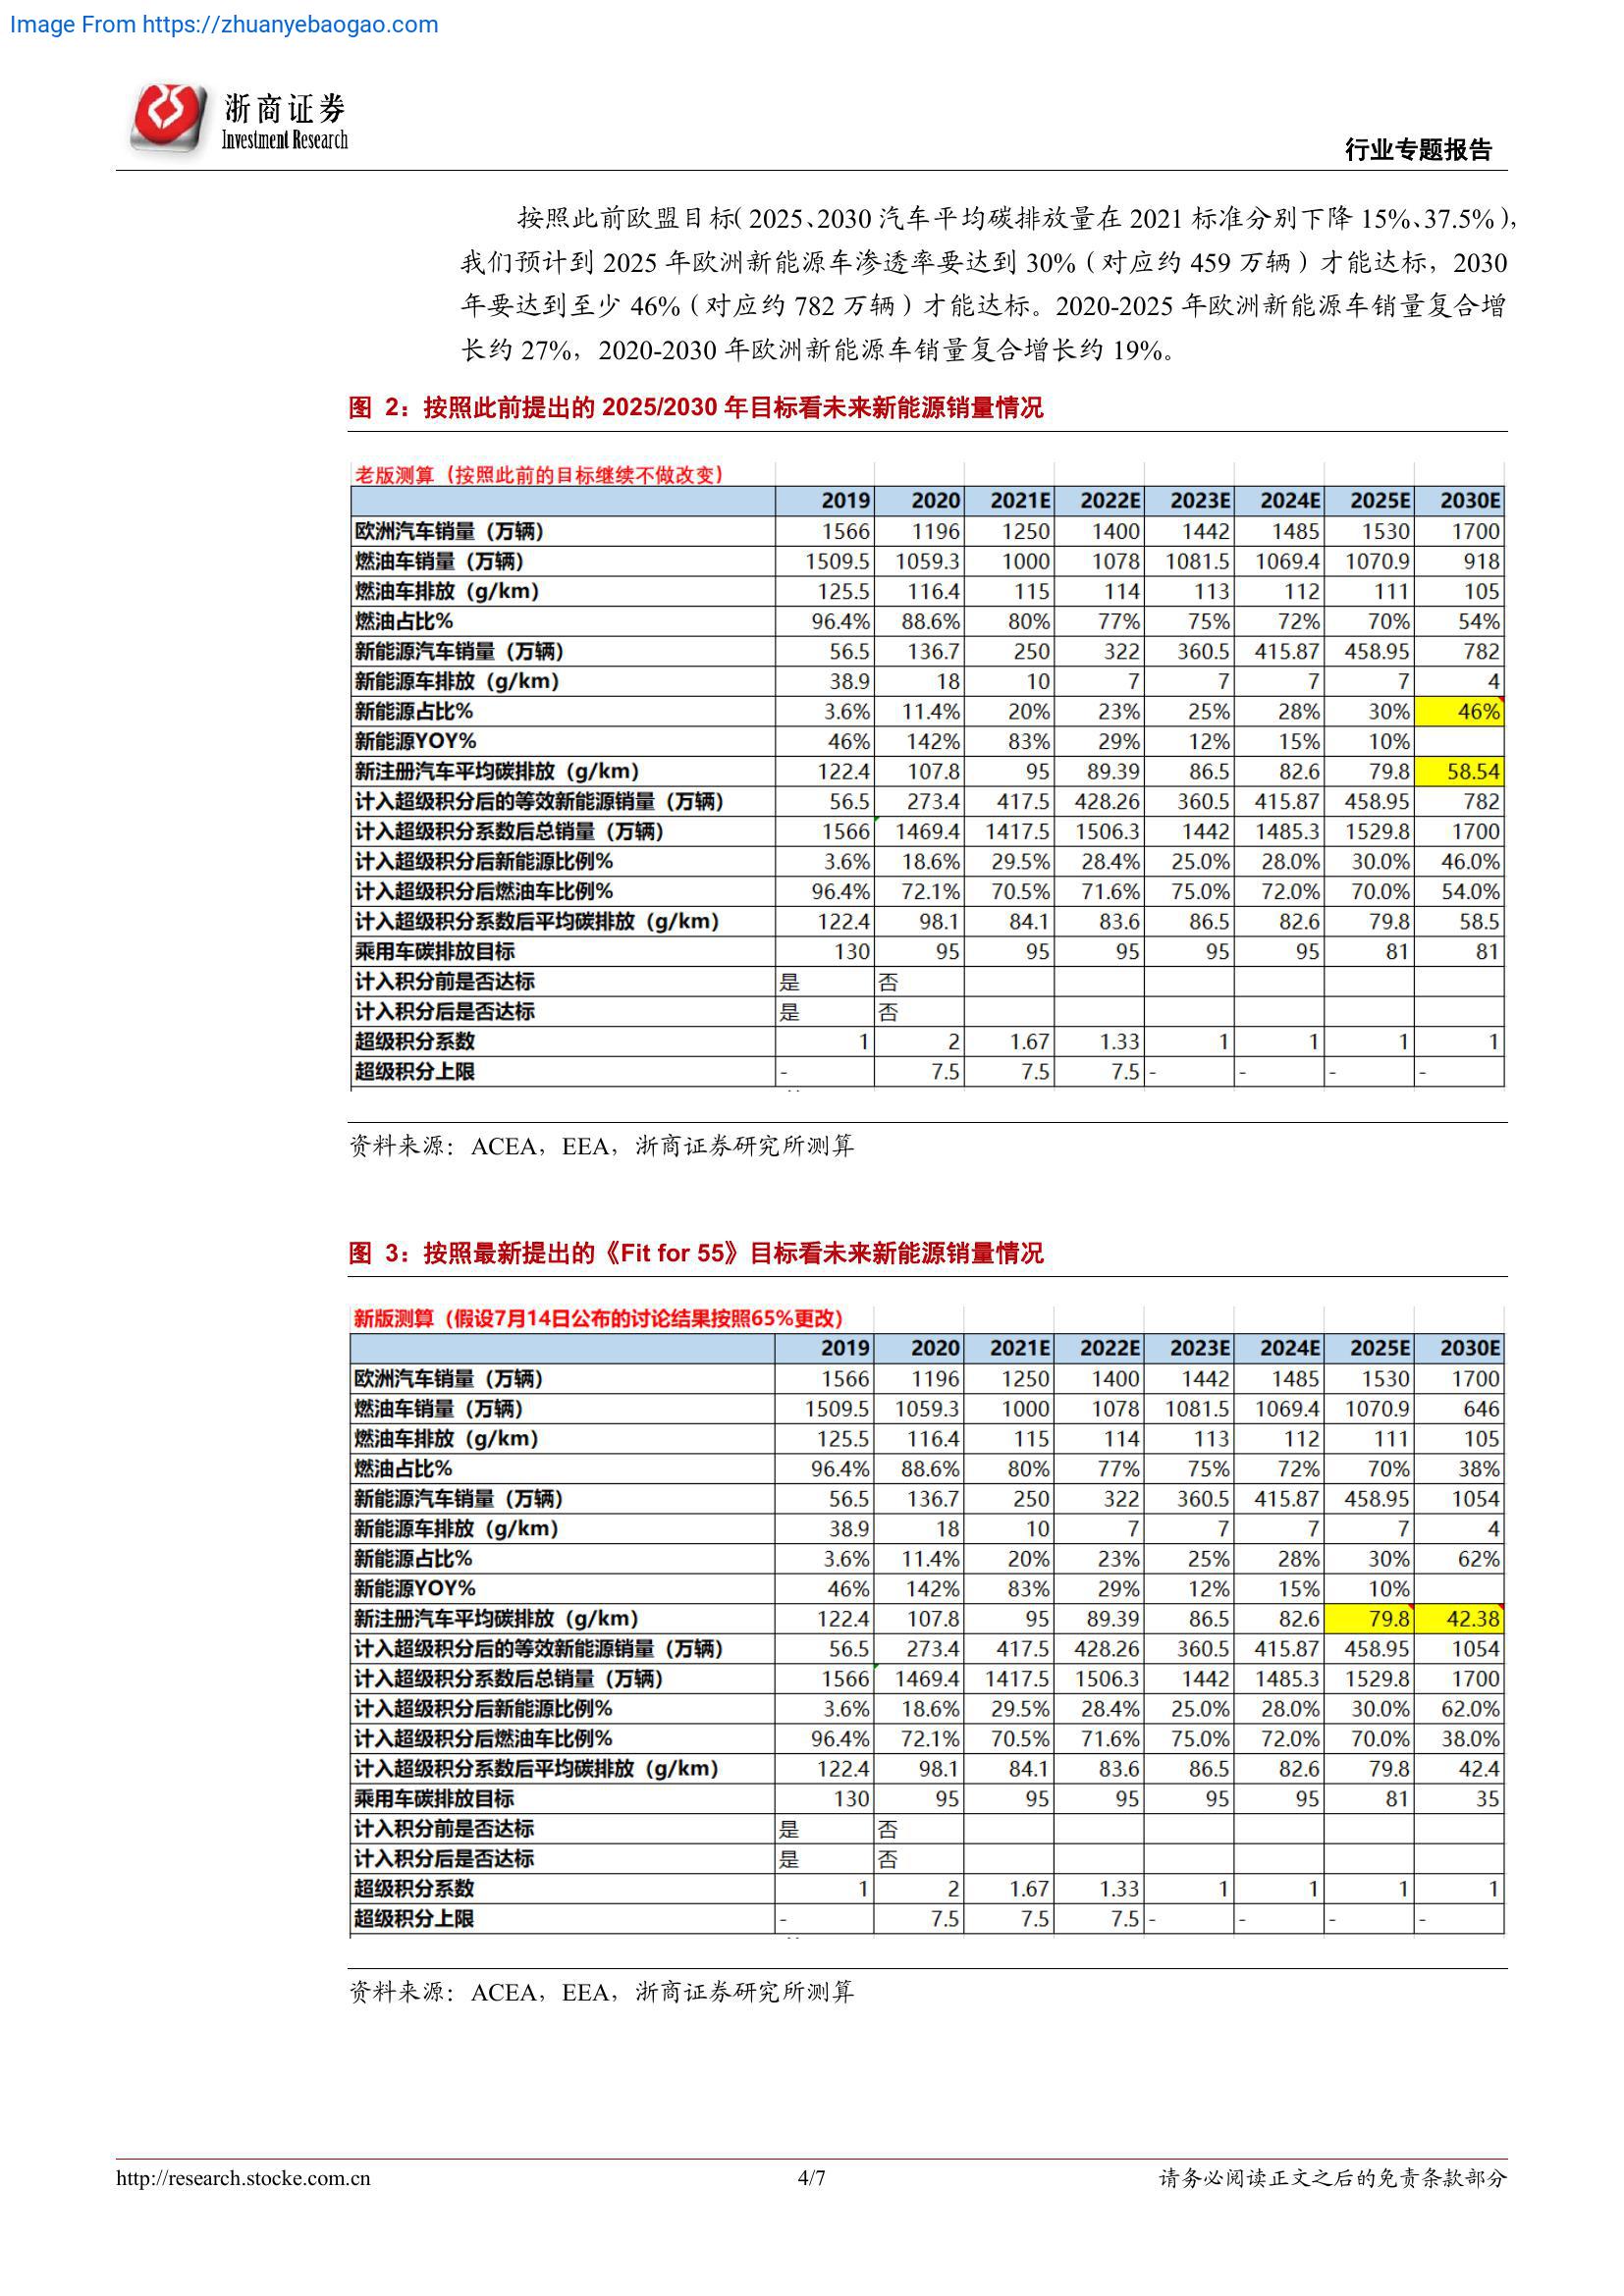 Image From https://zhuanyebaogao.com
浙商证券
Investment Research
行业专题报告
按照此前欧盟目标（2025、2030 汽车平均碳排放量在 2021 标准分别下降 15%、37.5%），
我们预计到 2025 年欧洲新能源车渗透率要达到 30%（对应约 459 万辆）才能达标，2030
年要达到至少 46%（对应约 782 万辆）才能达标。2020-2025 年欧洲新能源车销量复合增
长约 27%，2020-2030 年欧洲新能源车销量复合增长约 19%。
图 2：按照此前提出的 2025/2030 年目标看未来新能源销量情况
老版测算（按照此前的目标继续不做改变）
2019 2020 2021E 2022E 2023E 2024E 2025E 2030E
欧洲汽车销量（万辆） 1566 1196 1250 1400 1442 1485 1530 1700
燃油车销量（万辆） 1509.5 1059.3 1000 1078 1081.5 1069.4 1070.9 918
燃油车排放（g/km） 125.5 116.4 115 114 113 112 111 105
燃油占比% 96.4% 88.6% 80% 77% 75% 72% 70% 54%
新能源汽车销量（万辆） 56.5 136.7 250 322 360.5 415.87 458.95 782
新能源车排放（g/km） 38.9 18 10 7 7 7 7 4
新能源占比% 3.6% 11.4% 20% 23% 25% 28% 30% 46%
新能源YOY% 46% 142% 83% 29% 12% 15% 10%
新注册汽车平均碳排放（g/km） 122.4 107.8 95 89.39 86.5 82.6 79.8 58.54
计入超级积分后的等效新能源销量（万辆） 56.5 273.4 417.5 428.26 360.5 415.87 458.95 782
计入超级积分系数后总销量（万辆） 1566 1469.4 1417.5 1506.3 1442 1485.3 1529.8 1700
计入超级积分后新能源比例% 3.6% 18.6% 29.5% 28.4% 25.0% 28.0% 30.0% 46.0%
计入超级积分后燃油车比例% 96.4% 72.1% 70.5% 71.6% 75.0% 72.0% 70.0% 54.0%
计入超级积分系数后平均碳排放（g/km） 122.4 98.1 84.1 83.6 86.5 82.6 79.8 58.5
乘用车碳排放目标 130 95 95 95 95 95 81 81
计入积分前是否达标 是 否
计入积分后是否达标 是 否
超级积分系数 1 2 1.67 1.33 1 1 1 1
超级积分上限 - 7.5 7.5 7.5 - - - -
资料来源：ACEA，EEA，浙商证券研究所测算
图 3：按照最新提出的《Fit for 55》目标看未来新能源销量情况
新版测算（假设7月14日公布的讨论结果按照65%更改）
2019 2020 2021E 2022E 2023E 2024E 2025E 2030E
欧洲汽车销量（万辆） 1566 1196 1250 1400 1442 1485 1530 1700
燃油车销量（万辆） 1509.5 1059.3 1000 1078 1081.5 1069.4 1070.9 646
燃油车排放（g/km） 125.5 116.4 115 114 113 112 111 105
燃油占比% 96.4% 88.6% 80% 77% 75% 72% 70% 38%
新能源汽车销量（万辆） 56.5 136.7 250 322 360.5 415.87 458.95 1054
新能源车排放（g/km） 38.9 18 10 7 7 7 7 4
新能源占比% 3.6% 11.4% 20% 23% 25% 28% 30% 62%
新能源YOY% 46% 142% 83% 29% 12% 15% 10%
新注册汽车平均碳排放（g/km） 122.4 107.8 95 89.39 86.5 82.6 79.8 42.38
计入超级积分后的等效新能源销量（万辆） 56.5 273.4 417.5 428.26 360.5 415.87 458.95 1054
计入超级积分系数后总销量（万辆） 1566 1469.4 1417.5 1506.3 1442 1485.3 1529.8 1700
计入超级积分后新能源比例% 3.6% 18.6% 29.5% 28.4% 25.0% 28.0% 30.0% 62.0%
计入超级积分后燃油车比例% 96.4% 72.1% 70.5% 71.6% 75.0% 72.0% 70.0% 38.0%
计入超级积分系数后平均碳排放（g/km） 122.4 98.1 84.1 83.6 86.5 82.6 79.8 42.4
乘用车碳排放目标 130 95 95 95 95 95 81 35
计入积分前是否达标 是 否
计入积分后是否达标 是 否
超级积分系数 1 2 1.67 1.33 1 1 1 1
超级积分上限 - 7.5 7.5 7.5 - - - -
资料来源：ACEA，EEA，浙商证券研究所测算
http://research.stocke.com.cn 4/7 请务必阅读正文之后的免责条款部分